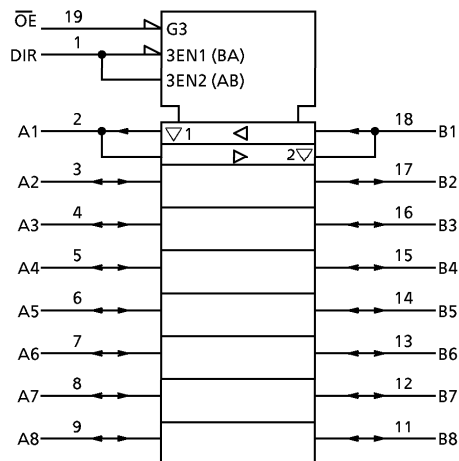 OE 19 G3
DIR 1 3EN1 (BA)
3EN2 (AB)
A1 2 1 18 B1
2
A2 3 17 B2
A3 4 16 B3
A4 5 15 B4
A5 6 14 B5
A6 7 13 B6
A7 8 12 B7
A8 9 11 B8